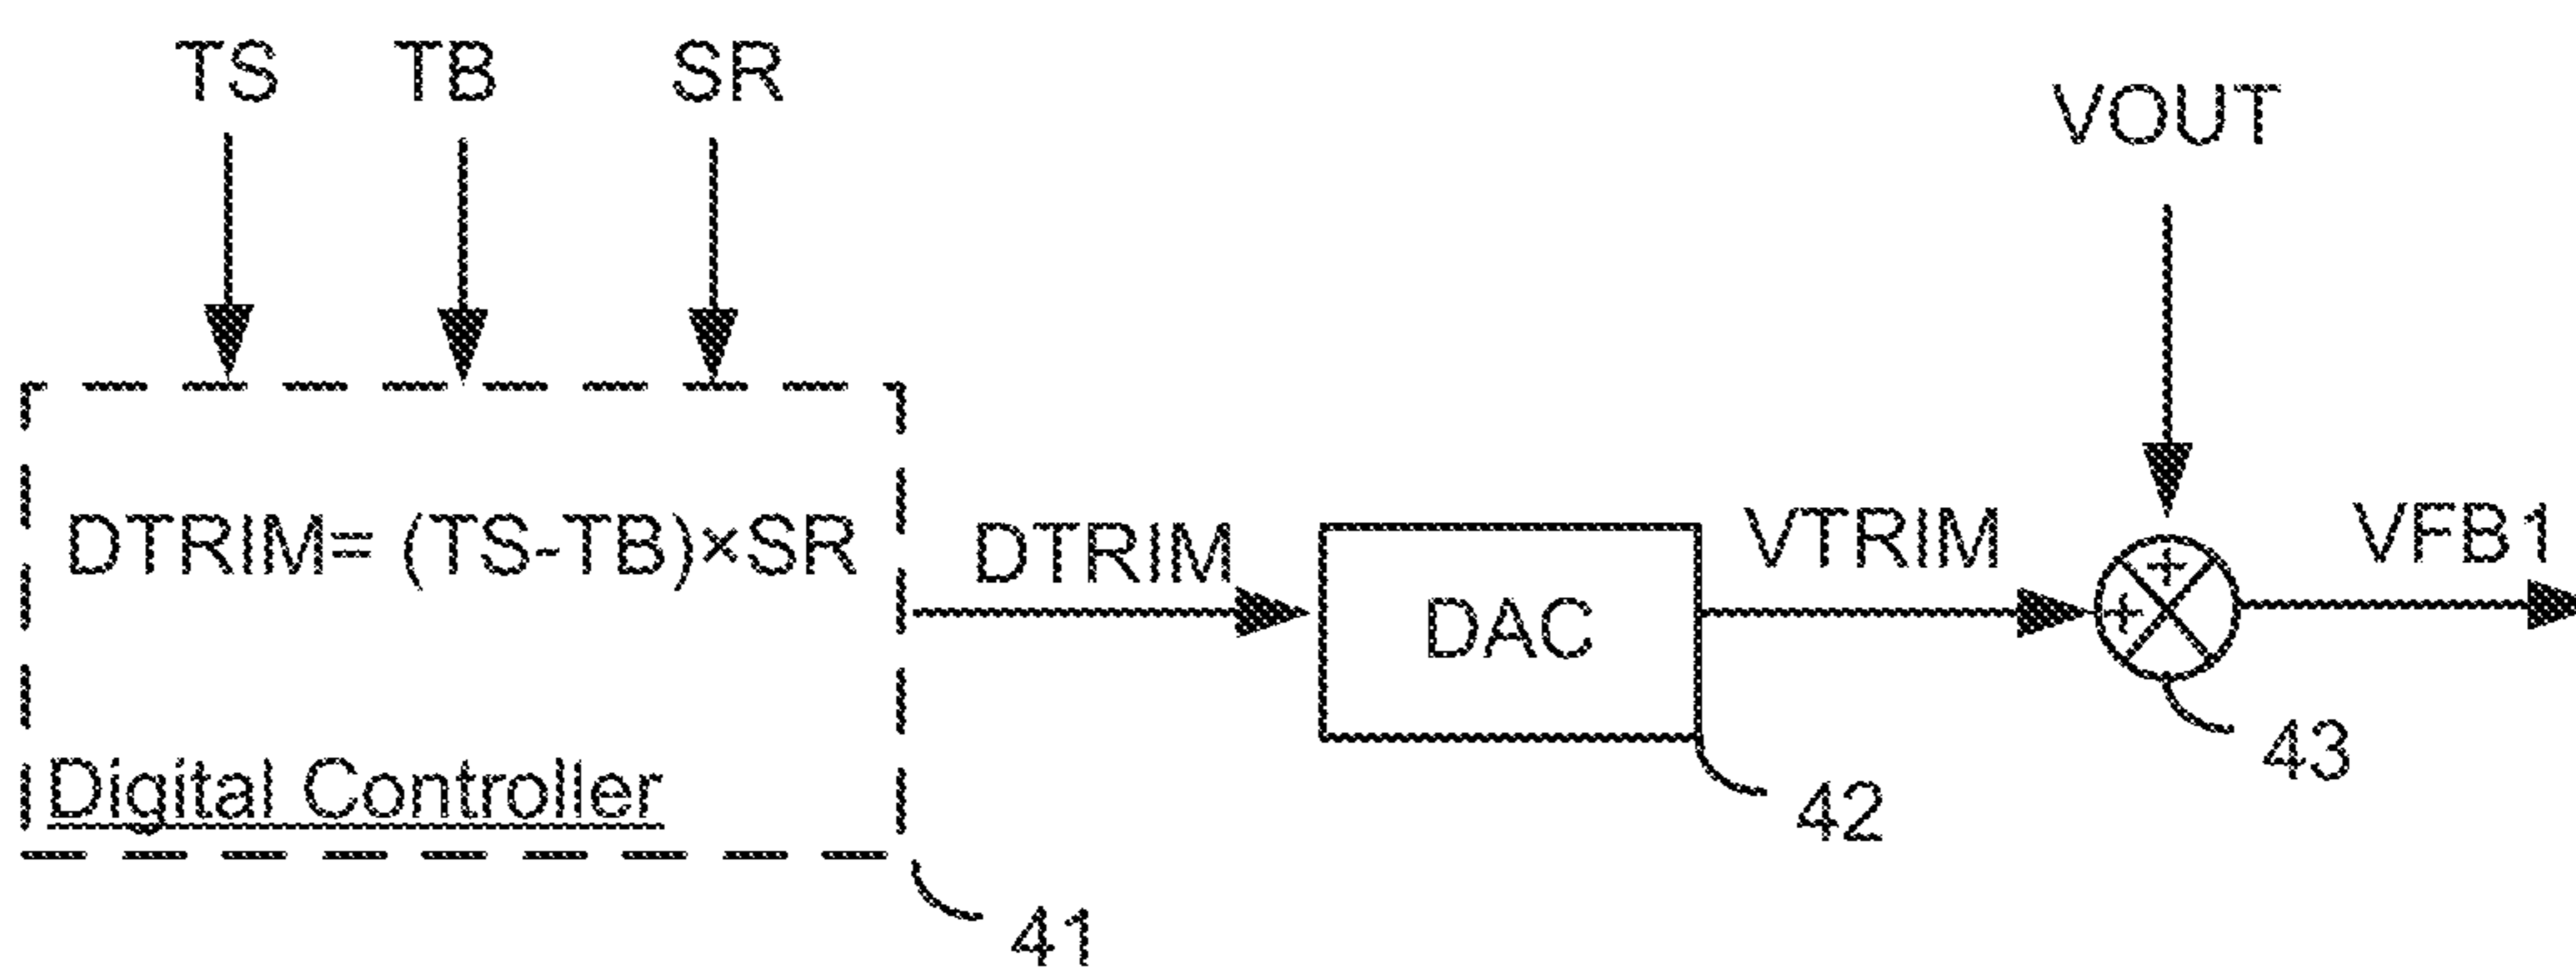 TS TB SR
VOUT
DTRIM= (TS-TB)×SR
DTRIM
DAC
VTRIM
++
VFB1
Digital Controller
41
42
43